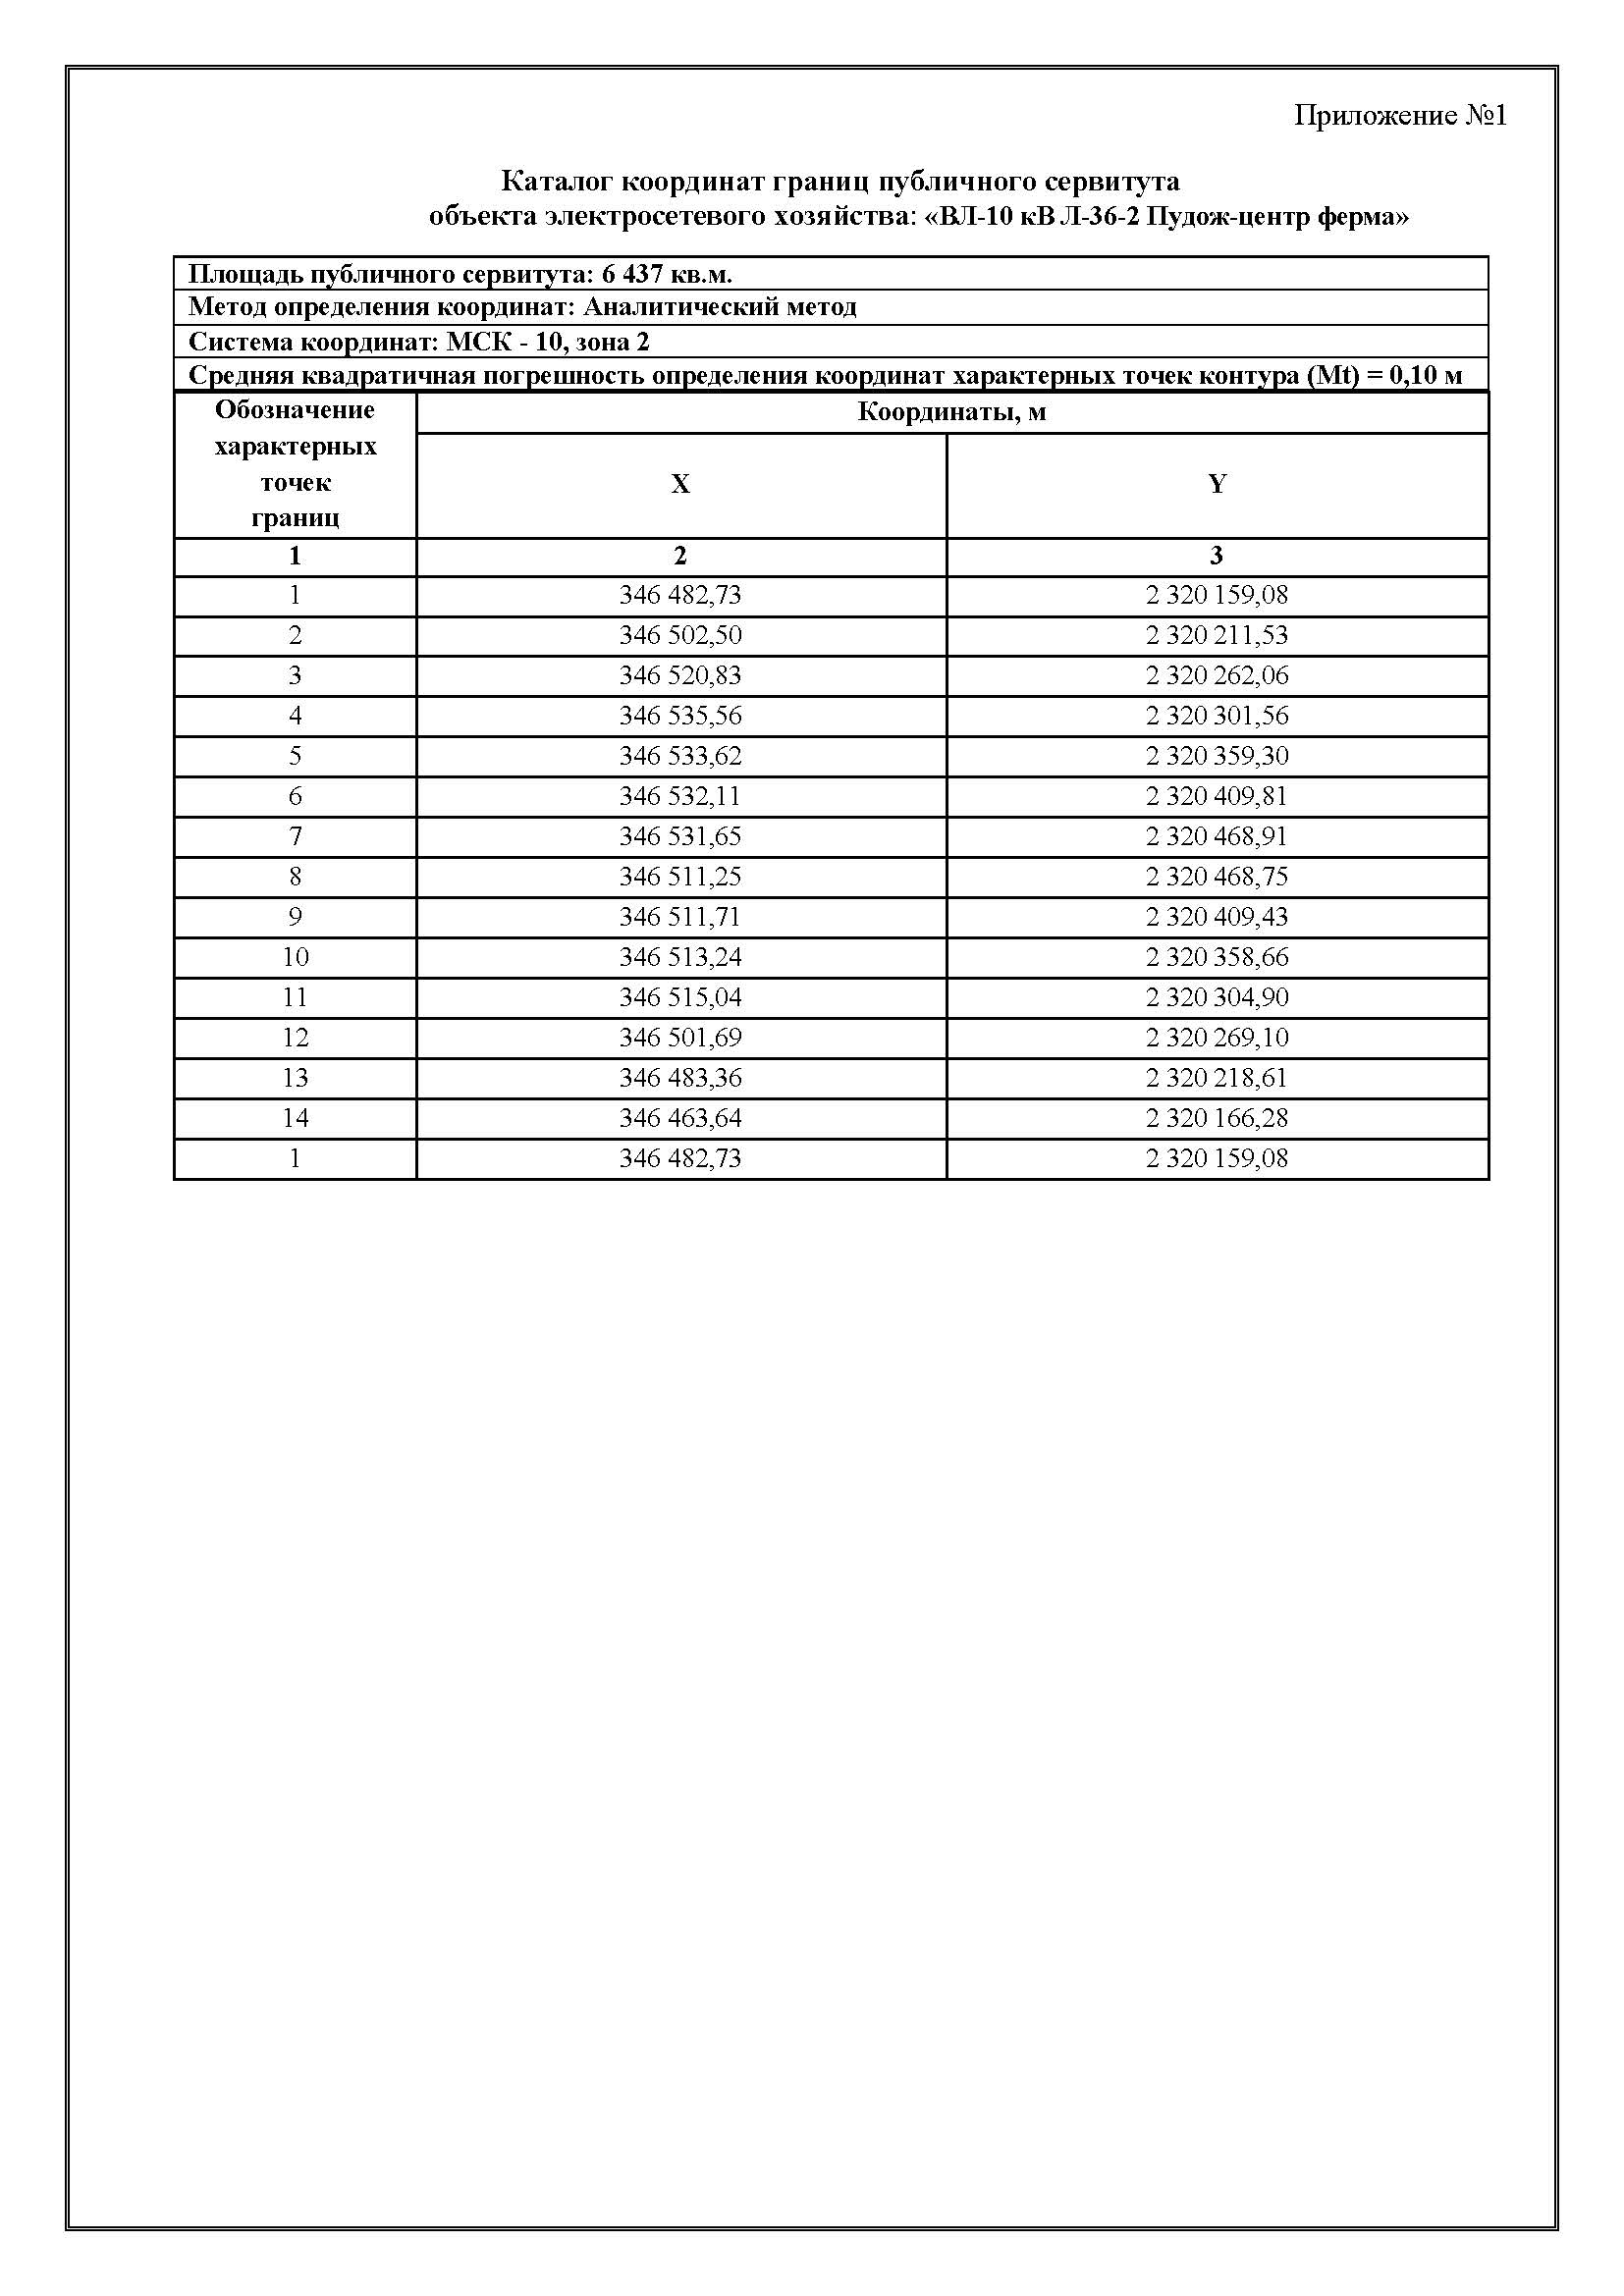 Приложение №1
Каталог координат границ публичного сервитута
объекта электросетевого хозяйства: «ВЛ-10 кВ Л-36-2 Пудож-центр ферма»
Площадь публичного сервитута: 6 437 кв.м.
Метод определения координат: Аналитический метод
Система координат: МСК - 10, зона 2
Средняя квадратичная погрешность определения координат характерных точек контура (Mt) = 0,10 м
Обозначение
характерных
точек
границ
Координаты, м
X Y
1 2 3
1 346 482,73 2 320 159,08
2 346 502,50 2 320 211,53
3 346 520,83 2 320 262,06
4 346 535,56 2 320 301,56
5 346 533,62 2 320 359,30
6 346 532,11 2 320 409,81
7 346 531,65 2 320 468,91
8 346 511,25 2 320 468,75
9 346 511,71 2 320 409,43
10 346 513,24 2 320 358,66
11 346 515,04 2 320 304,90
12 346 501,69 2 320 269,10
13 346 483,36 2 320 218,61
14 346 463,64 2 320 166,28
1 346 482,73 2 320 159,08